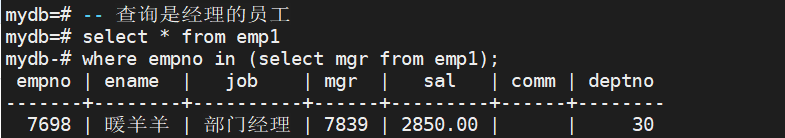 mydb=# -- 查询是经理的员工
mydb=# select * from emp1
mydb-# where empno in (select mgr from emp1);
 empno | ename  |   job    | mgr  |   sal   | comm | deptno
-------+--------+----------+------+---------+------+--------
  7698 | 暖羊羊 | 部门经理 | 7839 | 2850.00 |      |     30